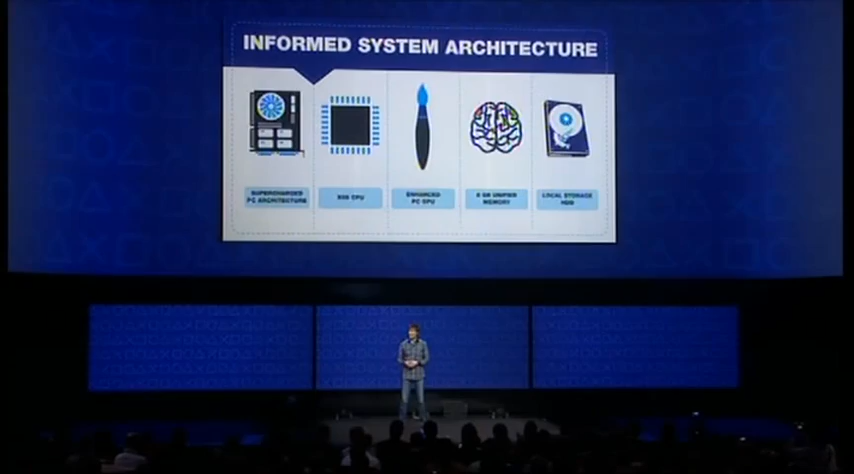 INFORMED SYSTEM ARCHITECTURE
SUPERCHARGED
PC ARCHITECTURE
X86 CPU
ENHANCED
PC GPU
8 GB UNIFIED
MEMORY
LOCAL STORAGE
HDD